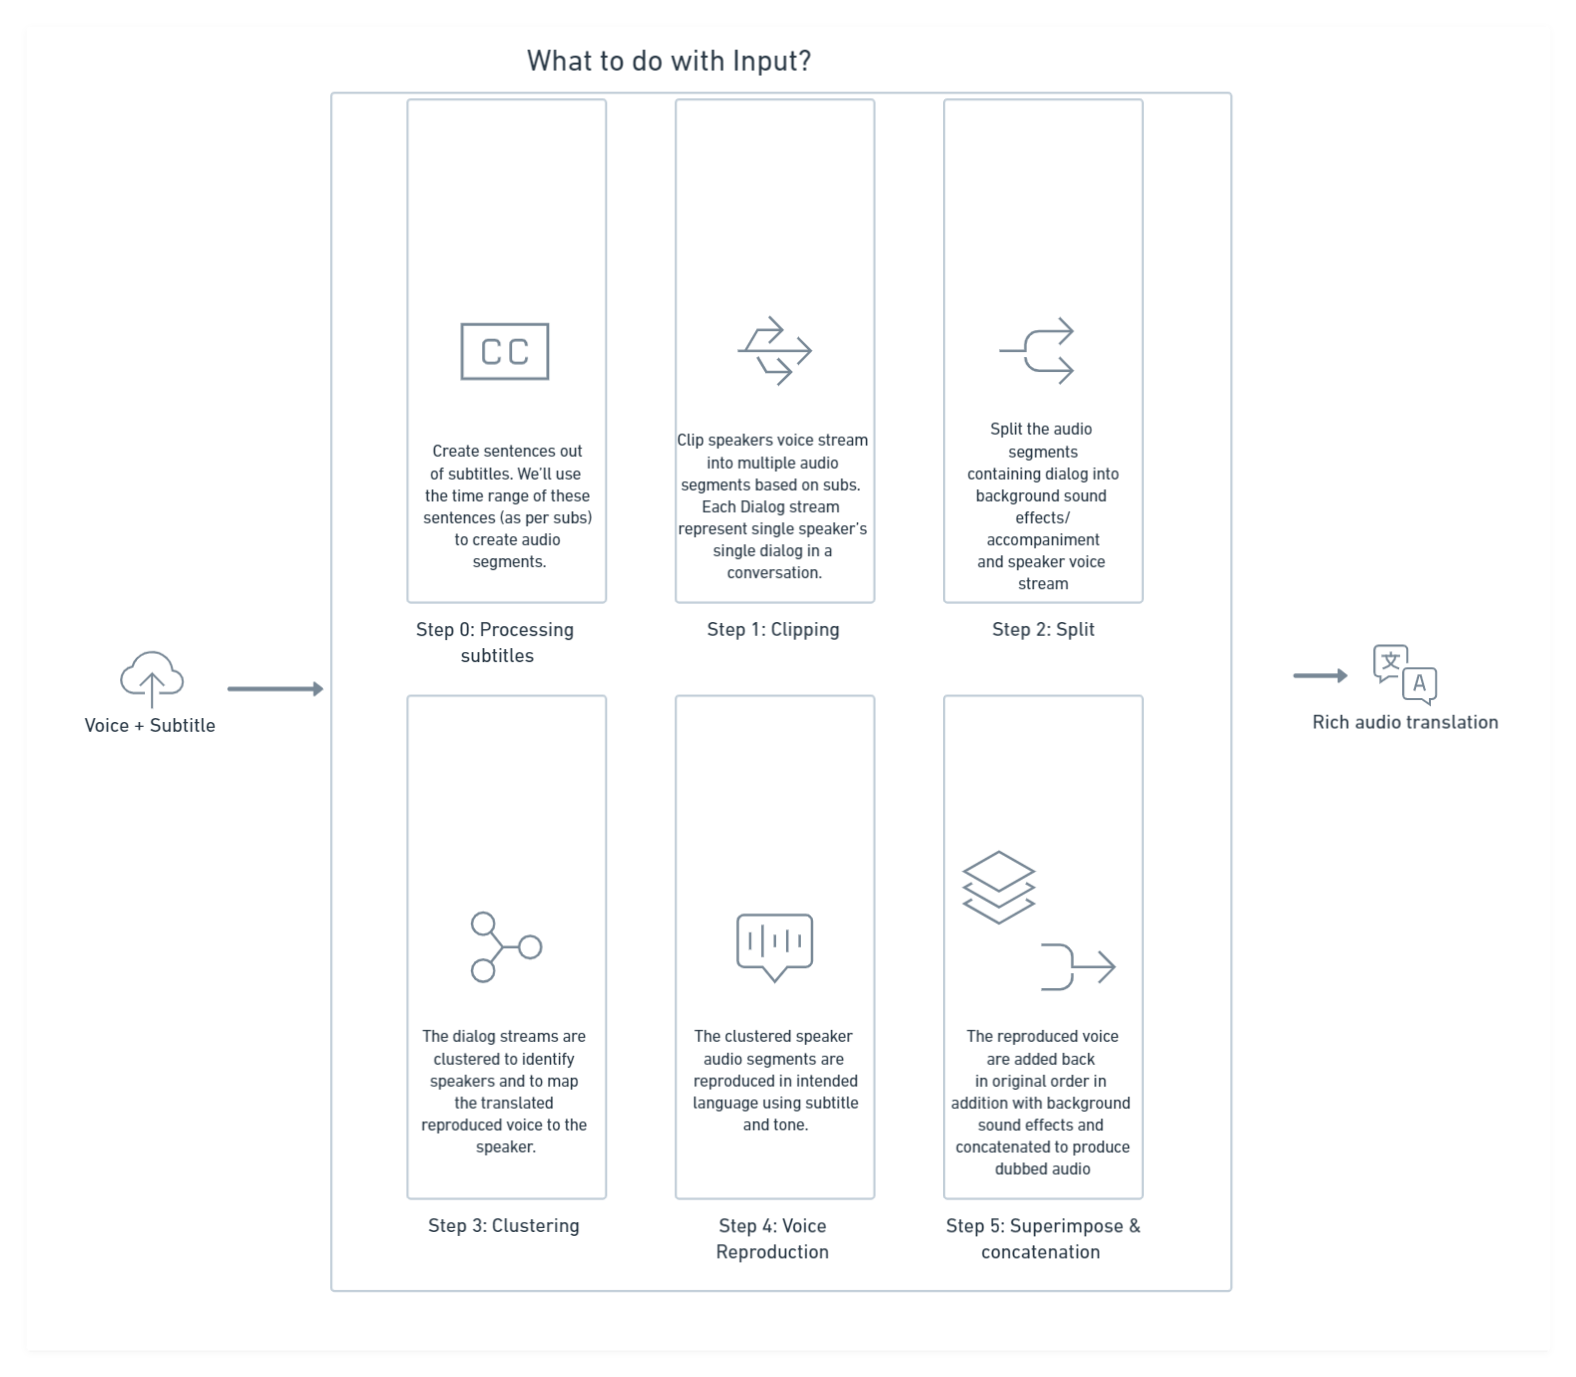 What to do with Input?
CC
Create sentences out
of subtitles. We'll use
the time range of these
sentences (as per subs)
to create audio
segments.
Step 0: Processing
subtitles
Clip speakers voice stream
into multiple audio
segments based on subs.
Each Dialog stream
represent single speaker's
single dialog in a
conversation.
Step 1: Clipping
Split the audio
segments
containing dialog into
background sound
effects/
accompaniment
and speaker voice
stream
Step 2: Split
Voice + Subtitle
文
A
Rich audio translation
The dialog streams are
clustered to identify
speakers and to map
the translated
reproduced voice to the
speaker.
Step 3: Clustering
The clustered speaker
audio segments are
reproduced in intended
language using subtitle
and tone.
Step 4: Voice
Reproduction
The reproduced voice
are added back
in original order in
addition with background
sound effects and
concatenated to produce
dubbed audio
Step 5: Superimpose &
concatenation